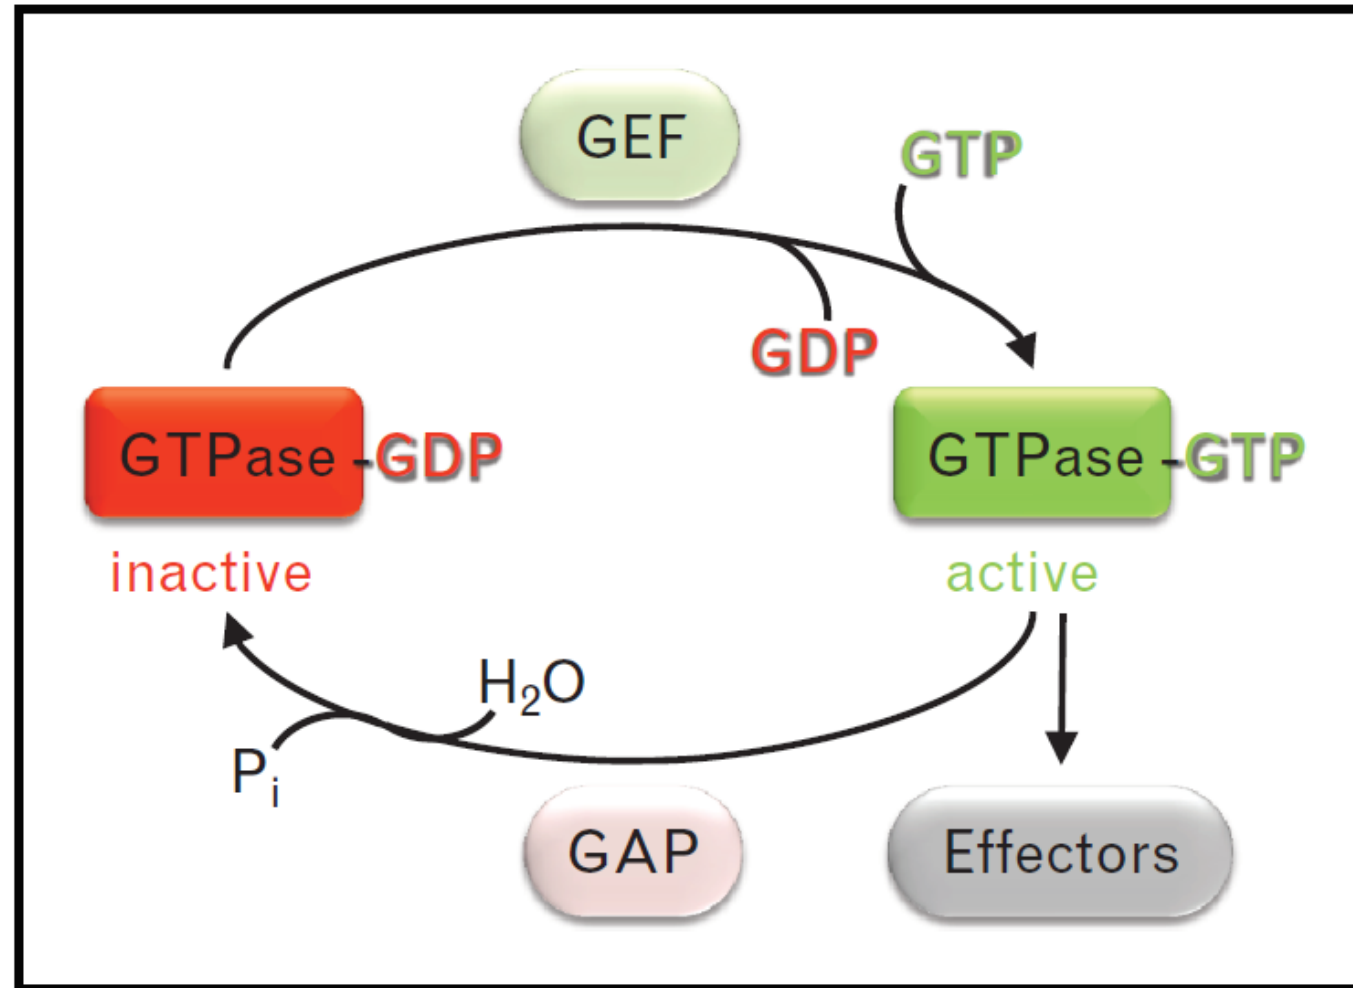 GEF
GTP
GDP
GTPase -GDP
GTPase -GTP
inactive
active
H₂O
Pᵢ
GAP
Effectors